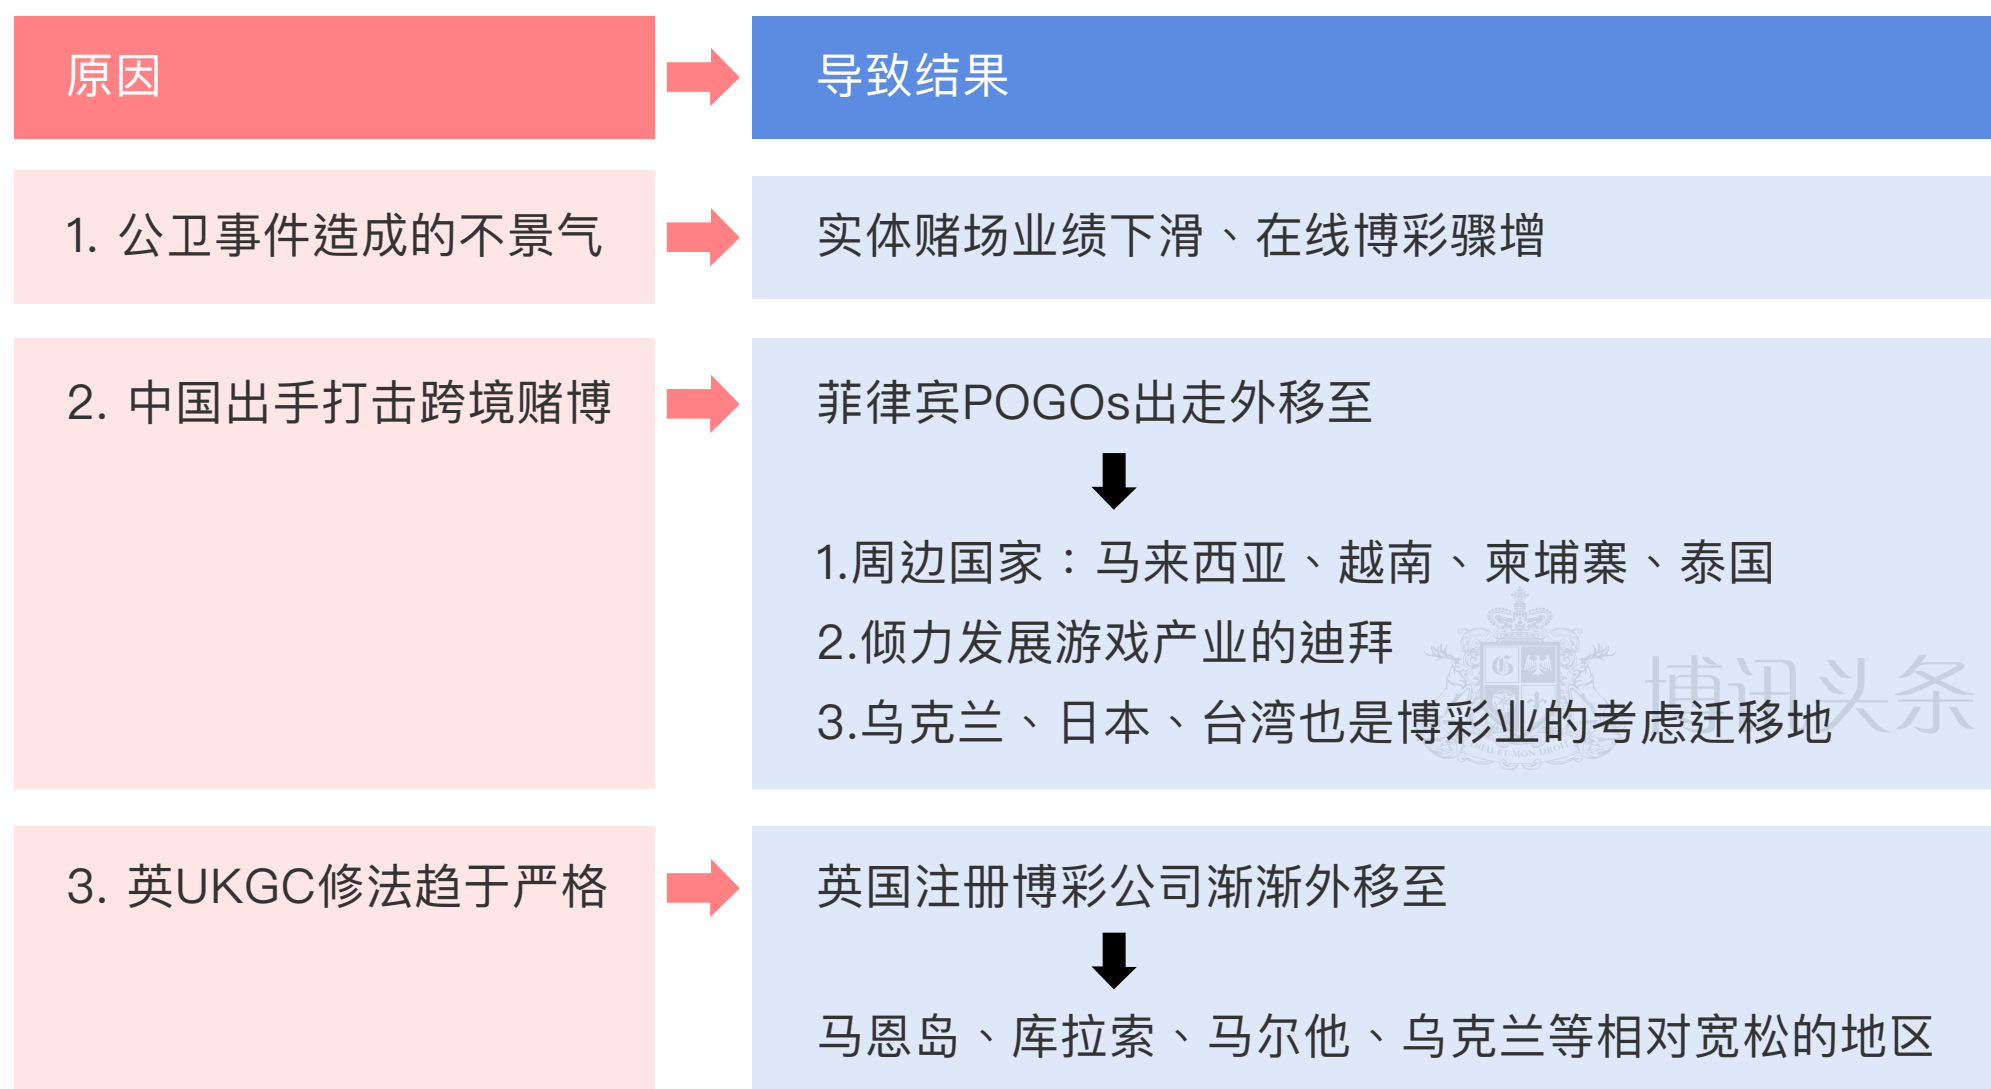 原因
导致结果
1. 公卫事件造成的不景气
实体赌场业绩下滑、在线博彩骤增
2. 中国出手打击跨境赌博
菲律宾POGOs出走外移至
1.周边国家：马来西亚、越南、柬埔寨、泰国
2.倾力发展游戏产业的迪拜
3.乌克兰、日本、台湾也是博彩业的考虑迁移地
博讯头条
DIEU ET MON DROIT
3. 英UKGC修法趋于严格
英国注册博彩公司渐渐外移至
马恩岛、库拉索、马尔他、乌克兰等相对宽松的地区